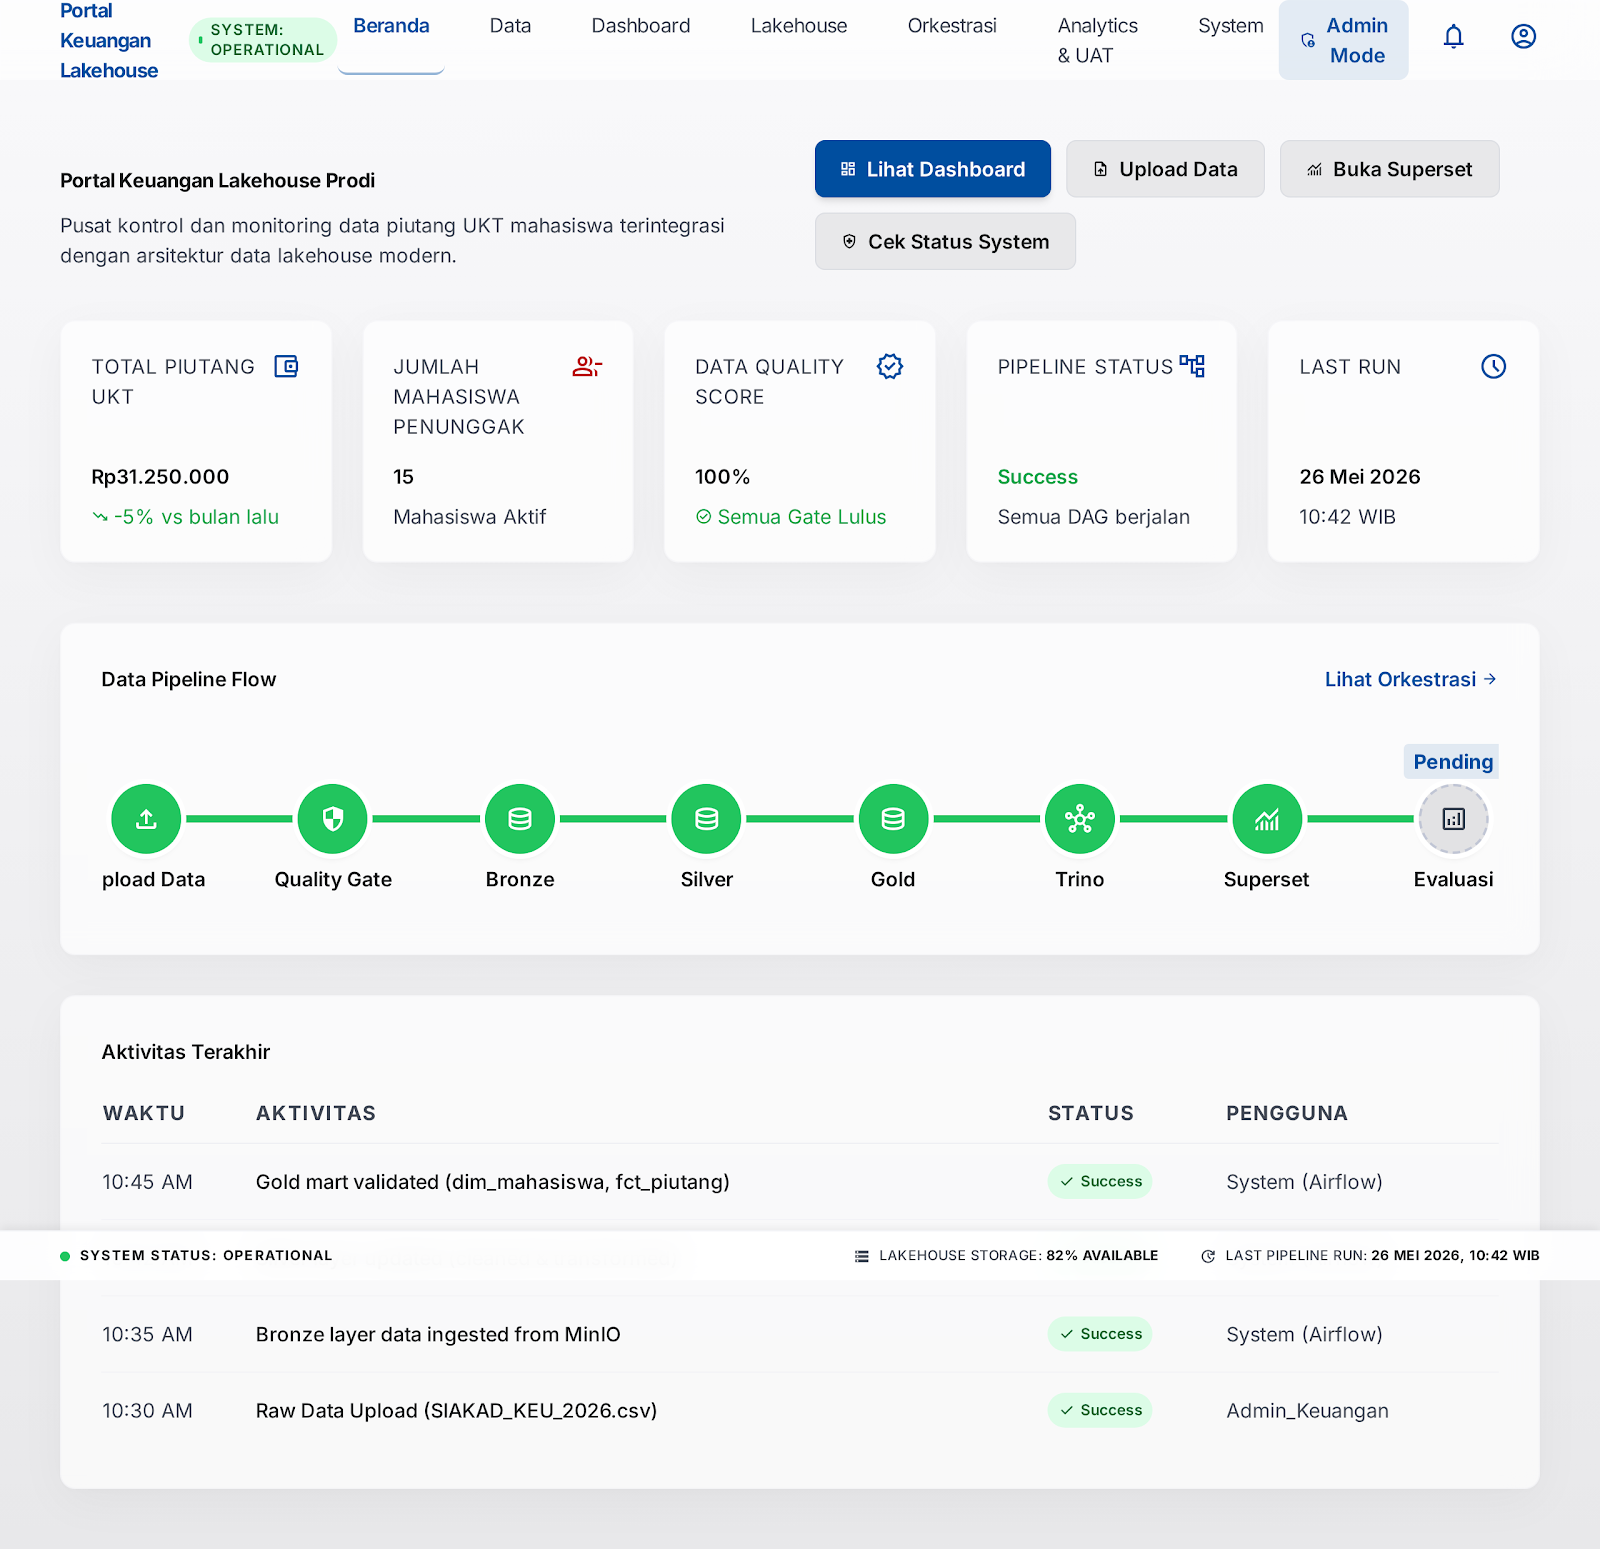 Portal
Keuangan
Lakehouse
SYSTEM:
OPERATIONAL
Beranda
Data
Dashboard
Lakehouse
Orkestrasi
Analytics
& UAT
System
Admin
Mode
Portal Keuangan Lakehouse Prodi
Pusat kontrol dan monitoring data piutang UKT mahasiswa terintegrasi
dengan arsitektur data lakehouse modern.
Lihat Dashboard
Upload Data
Buka Superset
Cek Status System
TOTAL PIUTANG
UKT
Rp31.250.000
-5% vs bulan lalu
JUMLAH
MAHASISWA
PENUNGGAK
15
Mahasiswa Aktif
DATA QUALITY
SCORE
100%
Semua Gate Lulus
PIPELINE STATUS
Success
Semua DAG berjalan
LAST RUN
26 Mei 2026
10:42 WIB
Data Pipeline Flow
Lihat Orkestrasi →
Pending
pload Data
Quality Gate
Bronze
Silver
Gold
Trino
Superset
Evaluasi
Aktivitas Terakhir
WAKTU AKTIVITAS STATUS PENGGUNA
10:45 AM Gold mart validated (dim_mahasiswa, fct_piutang) Success System (Airflow)
SYSTEM STATUS: OPERATIONAL
LAKEHOUSE STORAGE: 82% AVAILABLE
LAST PIPELINE RUN: 26 MEI 2026, 10:42 WIB
10:35 AM Bronze layer data ingested from MinIO Success System (Airflow)
10:30 AM Raw Data Upload (SIAKAD_KEU_2026.csv) Success Admin_Keuangan